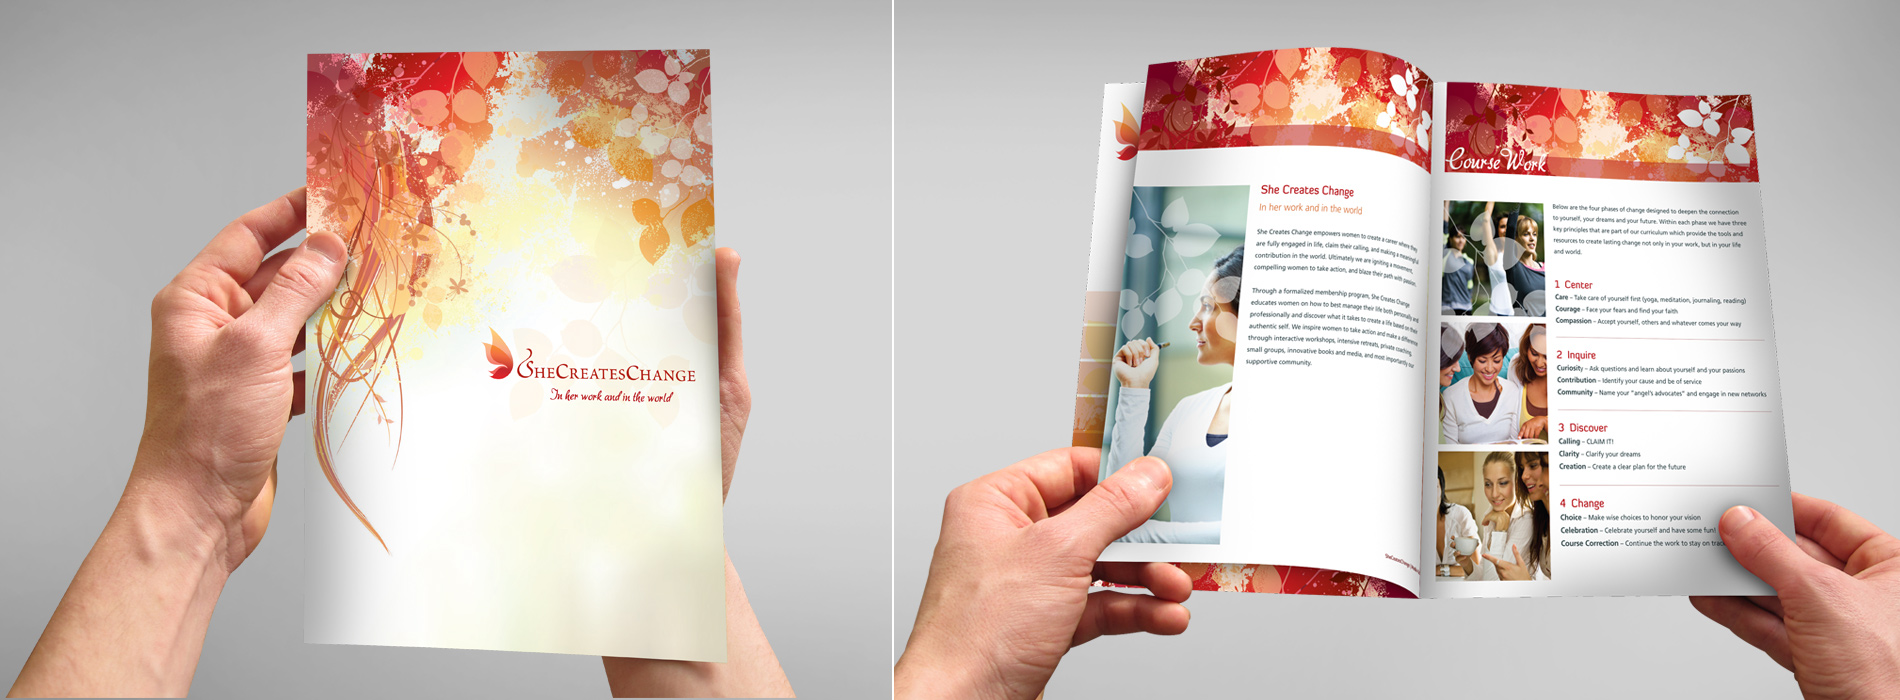 SHECREATESCHANGE
In her work and in the world
She Creates Change
In her work and in the world
She Creates Change empowers women to create a career where they
are fully engaged in life, claim their calling, and making a meaningful
contribution in the world. Ultimately we are igniting a movement,
compelling women to take action, and blaze their path with passion.
Through a formalized membership program, She Creates Change
educates women on how to best manage their life both personally and
professionally and discover what it takes to create a life based on their
authentic self. We inspire women to take action and make a difference
through interactive workshops, intensive retreats, private coaching,
small groups, innovative books and media, and most importantly our
supportive community.
SheCreatesChange
Course Work
Below are the four phases of change designed to deepen the connection
to yourself, your dreams and your future. Within each phase we have three
key principles that are part of our curriculum which provide the tools and
resources to create lasting change not only in your work, but in your life
and world.
1 Center
Care – Take care of yourself first (yoga, meditation, journaling, reading)
Courage – Face your fears and find your faith
Compassion – Accept yourself, others and whatever comes your way
2 Inquire
Curiosity – Ask questions and learn about yourself and your passions
Contribution – Identify your cause and be of service
Community – Name your "angel's advocates" and engage in new networks
3 Discover
Calling – CLAIM IT!
Clarity – Clarify your dreams
Creation – Create a clear plan for the future
4 Change
Choice – Make wise choices to honor your vision
Celebration – Celebrate yourself and have some fun!
Course Correction – Continue the work to stay on